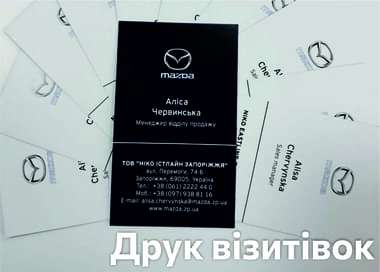 mazda
Аліса
Червинська
Менеджер відділу продажу
ТОВ "НІКО ІСТЛАЙН ЗАПОРІЖЖЯ"
вул. Перемоги, 74 Б
Запоріжжя, 69005, Україна
Тел.: +38 (061) 2222 44 0
Моб.: +38 (097) 938 81 16
E-mail: alisa.chervynska@mazda.zp.ua
www.mazda.zp.ua
Alisa
Chervynska
Sales manager
NIKO EASTLINE
Друк візитівок